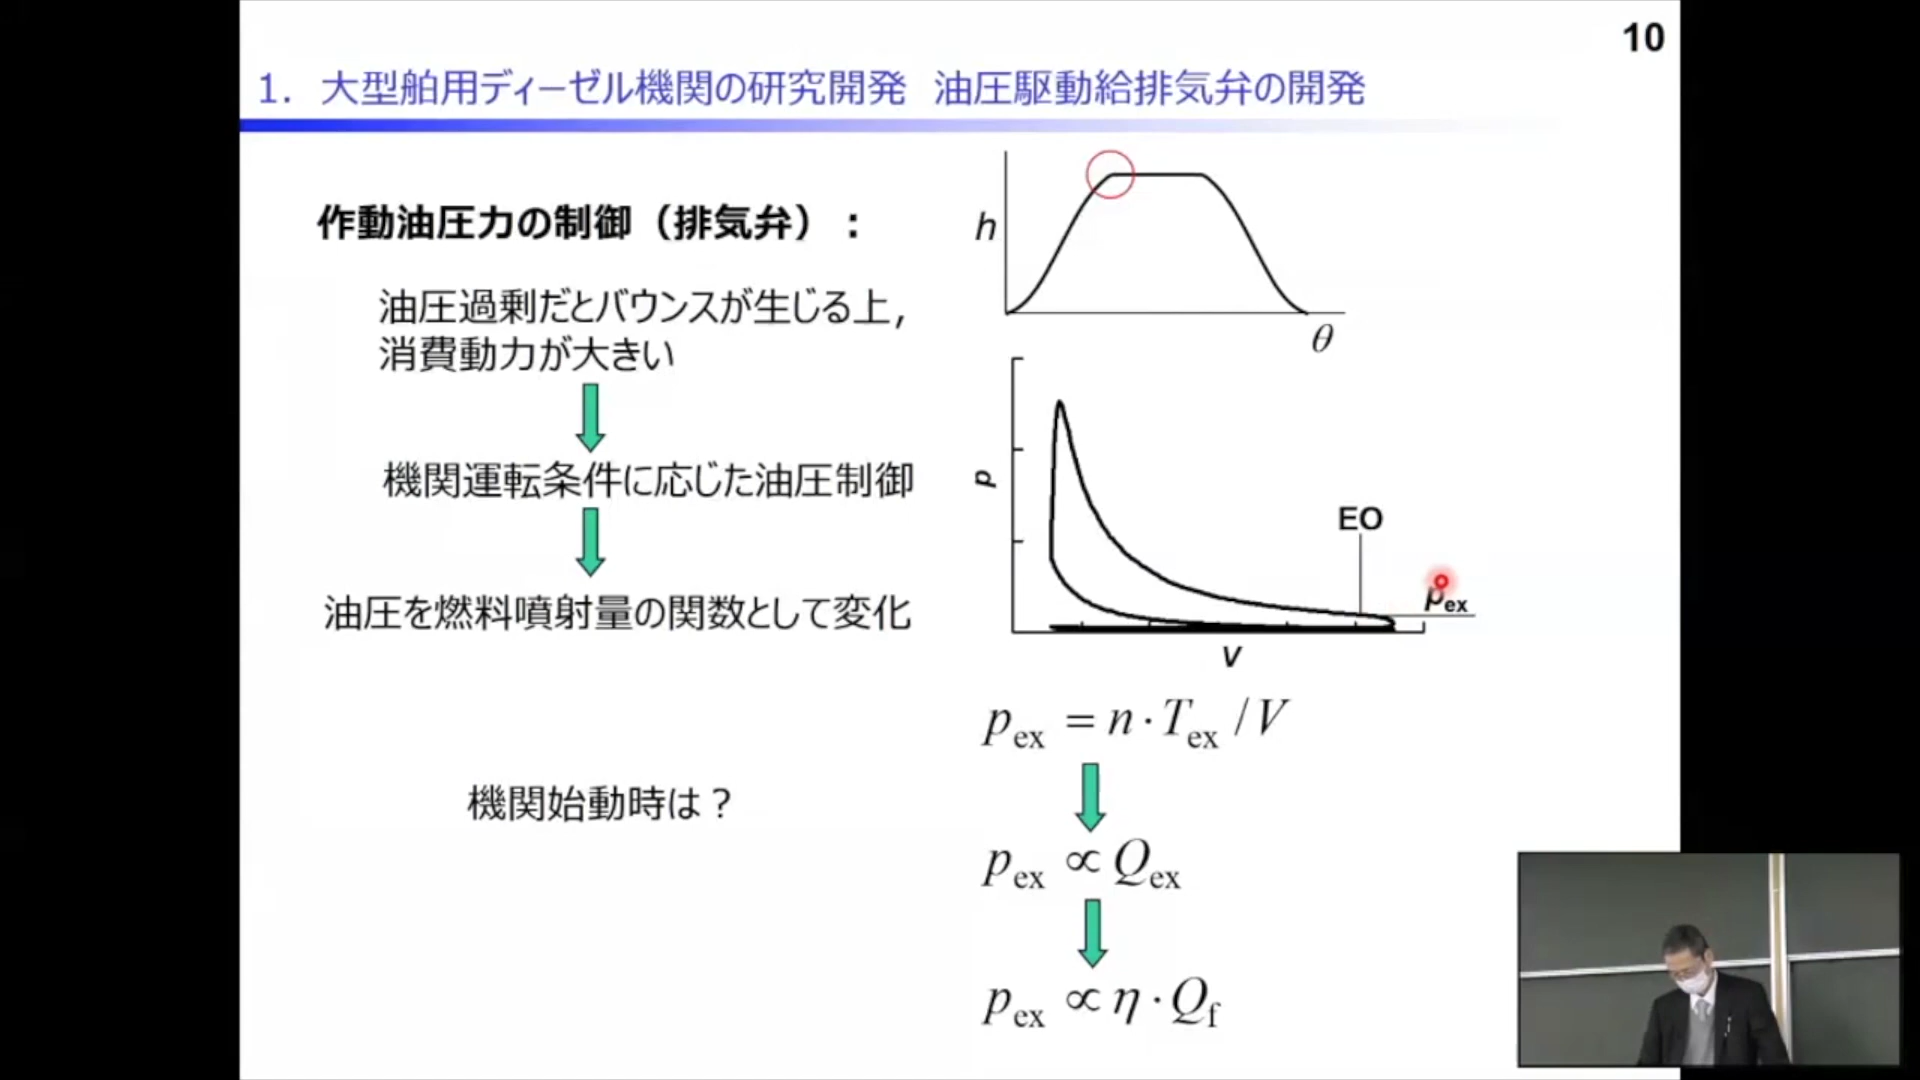 10
1. 大型舶用ディーゼル機関の研究開発 油圧駆動給排気弁の開発
作動油圧力の制御（排気弁）：
油圧過剰だとバウンスが生じる上,
消費動力が大きい
機関運転条件に応じた油圧制御
油圧を燃料噴射量の関数として変化
機関始動時は？
h
θ
p
EO
pex
V
pex = n · Tex / V
pex ∝ Qex
pex ∝ η · Qf